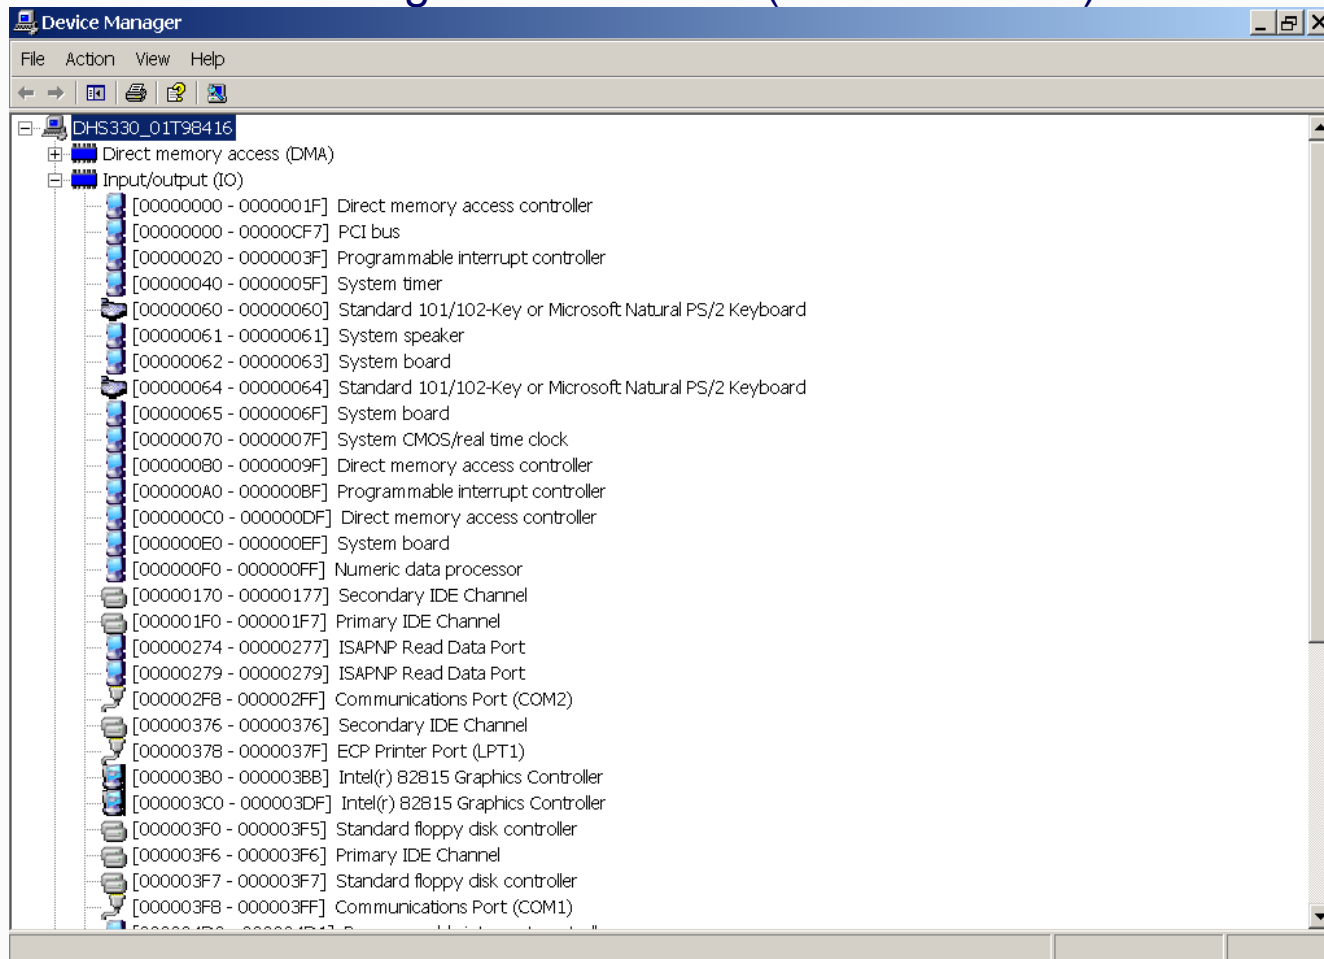 Device Manager
File Action View Help
DHS330_01T98416
Direct memory access (DMA)
Input/output (IO)
[00000000 - 0000001F] Direct memory access controller
[00000000 - 00000CF7] PCI bus
[00000020 - 0000003F] Programmable interrupt controller
[00000040 - 0000005F] System timer
[00000060 - 00000060] Standard 101/102-Key or Microsoft Natural PS/2 Keyboard
[00000061 - 00000061] System speaker
[00000062 - 00000063] System board
[00000064 - 00000064] Standard 101/102-Key or Microsoft Natural PS/2 Keyboard
[00000065 - 0000006F] System board
[00000070 - 0000007F] System CMOS/real time clock
[00000080 - 0000009F] Direct memory access controller
[000000A0 - 000000BF] Programmable interrupt controller
[000000C0 - 000000DF] Direct memory access controller
[000000E0 - 000000EF] System board
[000000F0 - 000000FF] Numeric data processor
[00000170 - 00000177] Secondary IDE Channel
[000001F0 - 000001F7] Primary IDE Channel
[00000274 - 00000277] ISAPNP Read Data Port
[00000279 - 00000279] ISAPNP Read Data Port
[000002F8 - 000002FF] Communications Port (COM2)
[00000376 - 00000376] Secondary IDE Channel
[00000378 - 0000037F] ECP Printer Port (LPT1)
[000003B0 - 000003BB] Intel(r) 82815 Graphics Controller
[000003C0 - 000003DF] Intel(r) 82815 Graphics Controller
[000003F0 - 000003F5] Standard floppy disk controller
[000003F6 - 000003F6] Primary IDE Channel
[000003F7 - 000003F7] Standard floppy disk controller
[000003F8 - 000003FF] Communications Port (COM1)